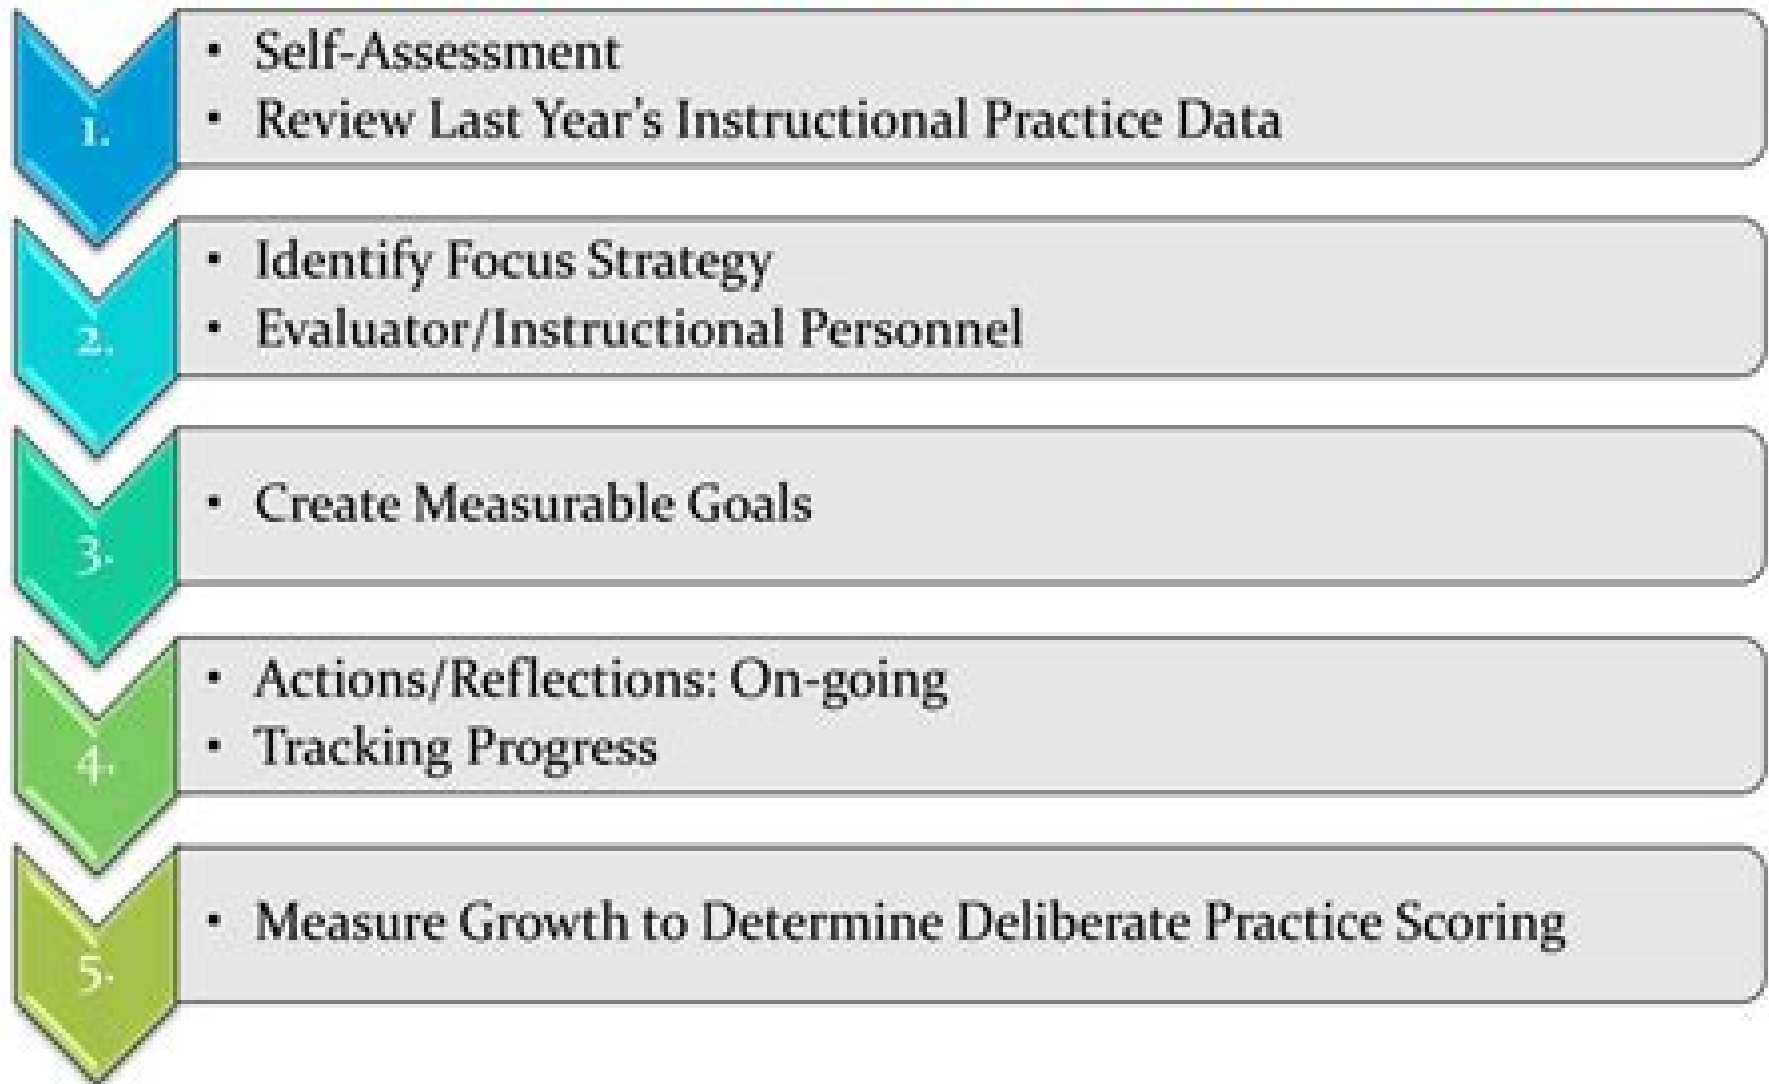 1.
• Self-Assessment
• Review Last Year's Instructional Practice Data
2.
• Identify Focus Strategy
• Evaluator/Instructional Personnel
3.
• Create Measurable Goals
4.
• Actions/Reflections: On-going
• Tracking Progress
5.
• Measure Growth to Determine Deliberate Practice Scoring